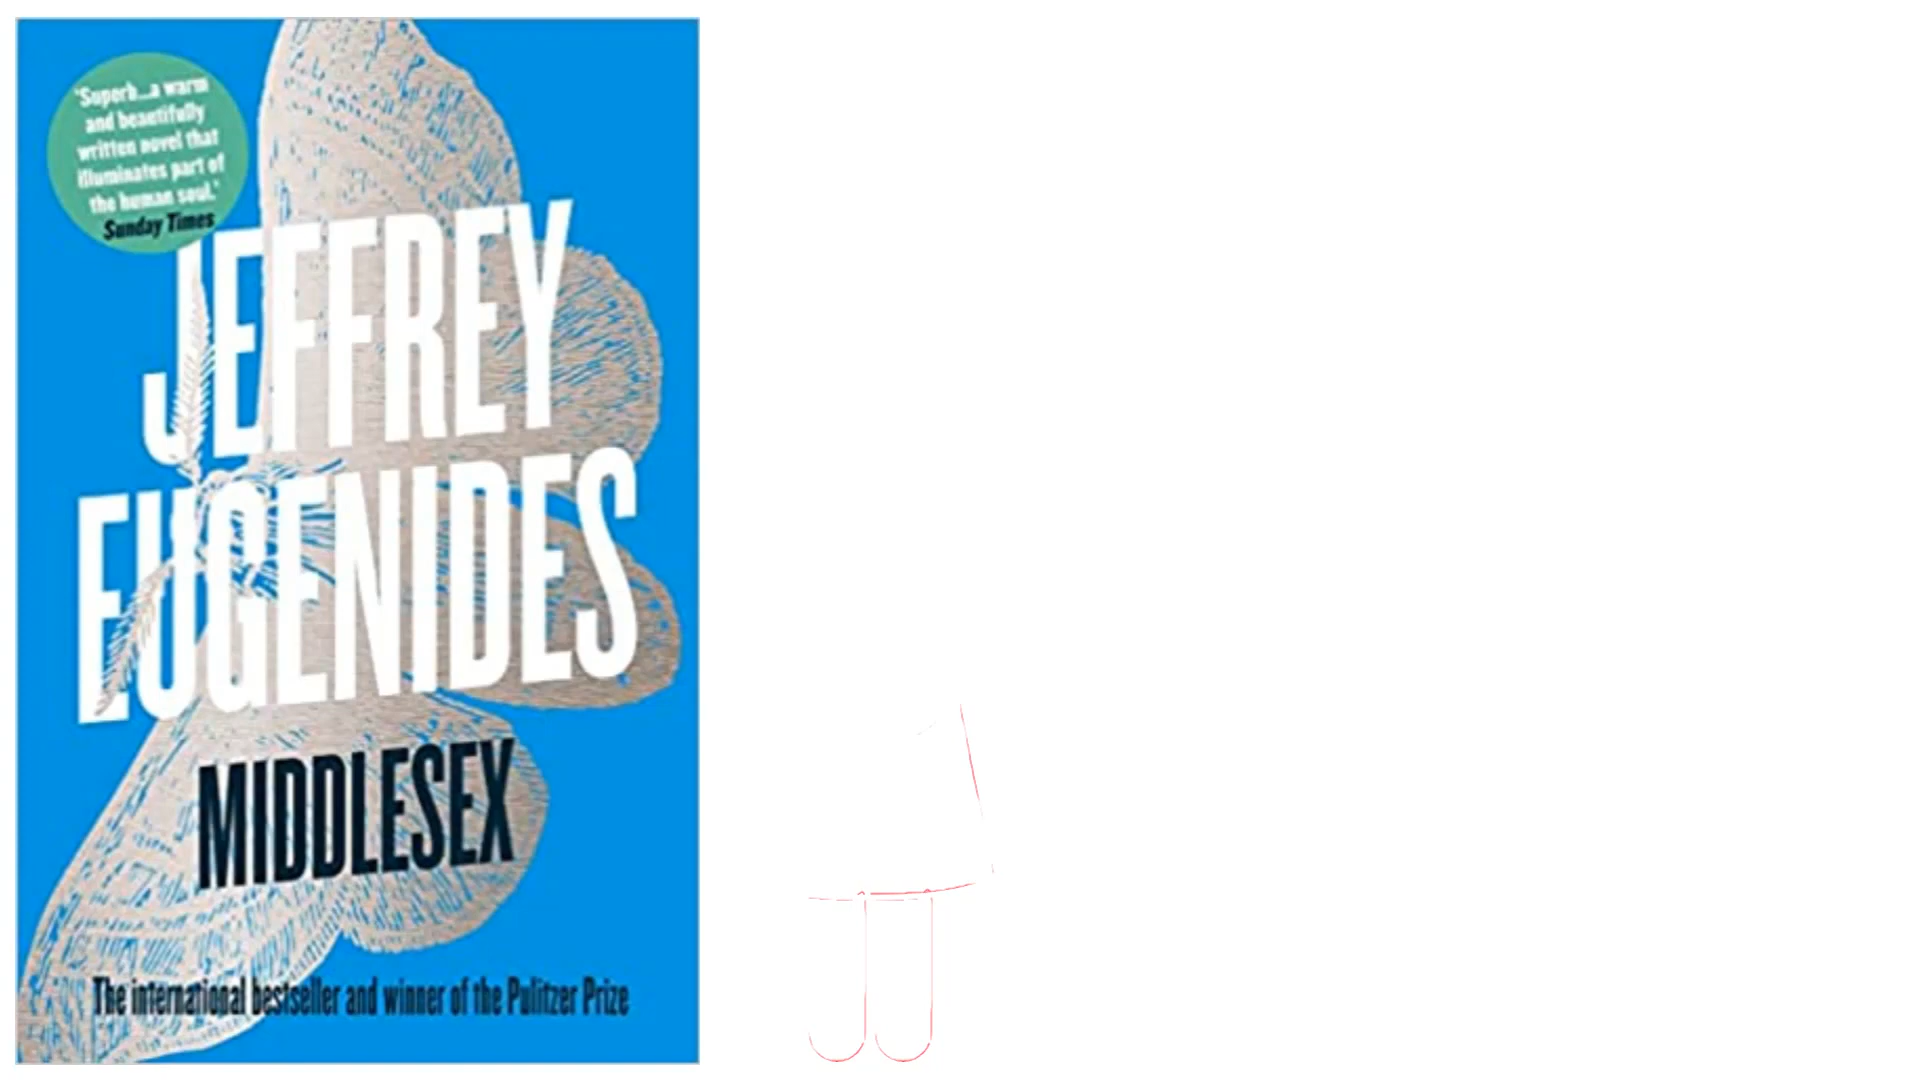 'Superb...a warm
and beautifully
written novel that
illuminates part of
the human soul.'
Sunday Times
JEFFREY
EUGENIDES
MIDDLESEX
The international bestseller and winner of the Pulitzer Prize